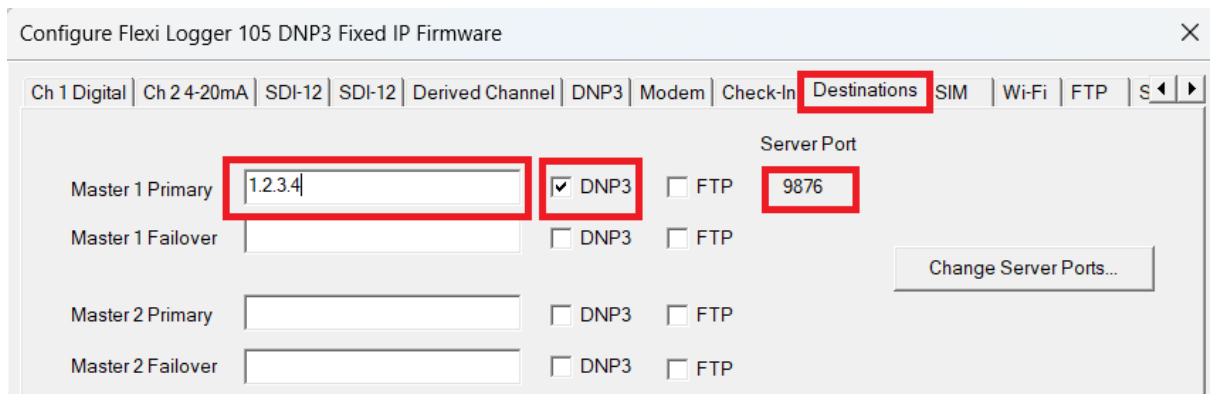 Configure Flexi Logger 105 DNP3 Fixed IP Firmware
Ch 1 Digital Ch 2 4-20mA SDI-12 SDI-12 Derived Channel DNP3 Modem Check-In Destinations SIM Wi-Fi FTP S
Server Port
Master 1 Primary 1.2.3.4 DNP3 FTP 9876
Master 1 Failover DNP3 FTP
Change Server Ports...
Master 2 Primary DNP3 FTP
Master 2 Failover DNP3 FTP